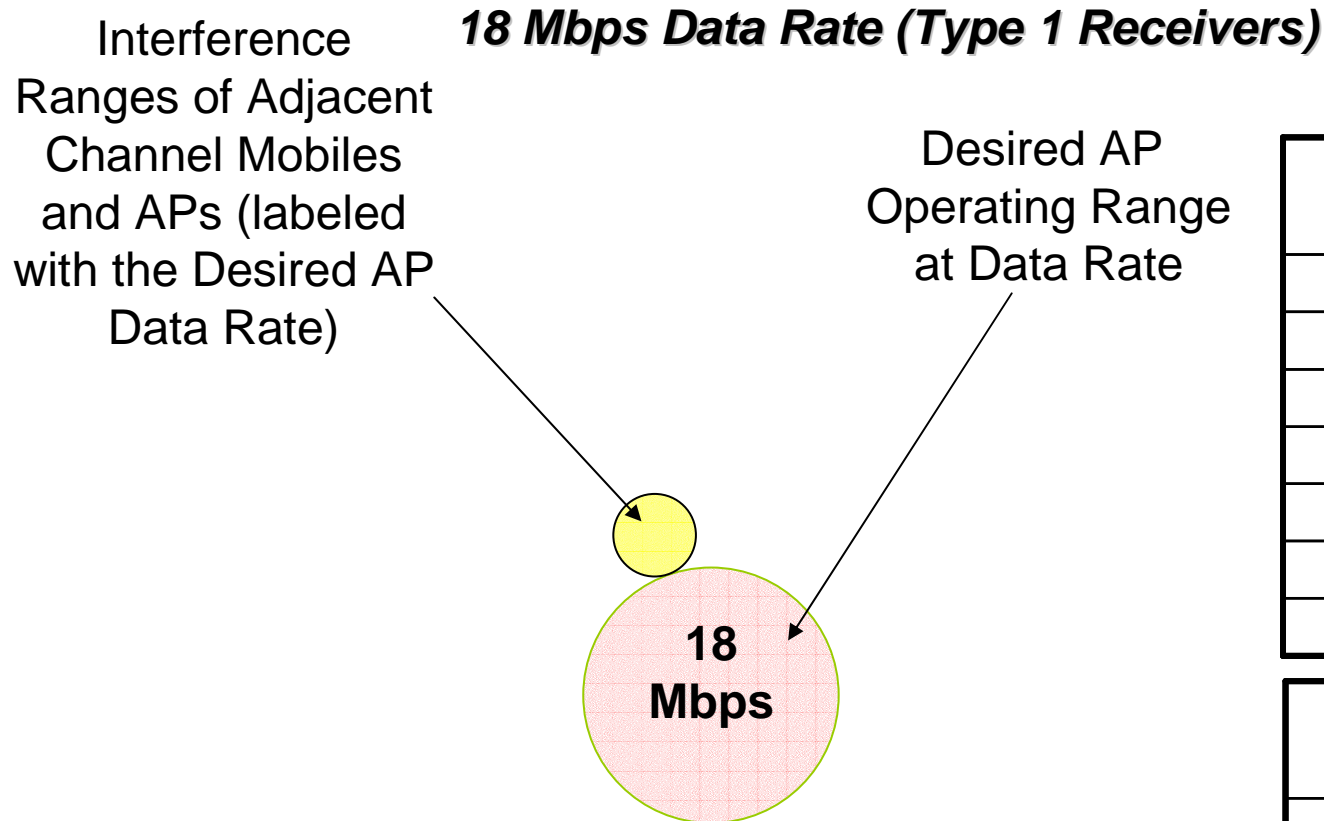 18 Mbps Data Rate (Type 1 Receivers)
Interference
Ranges of Adjacent
Channel Mobiles
and APs (labeled
with the Desired AP
Data Rate)
Desired AP
Operating Range
at Data Rate
18
Mbps